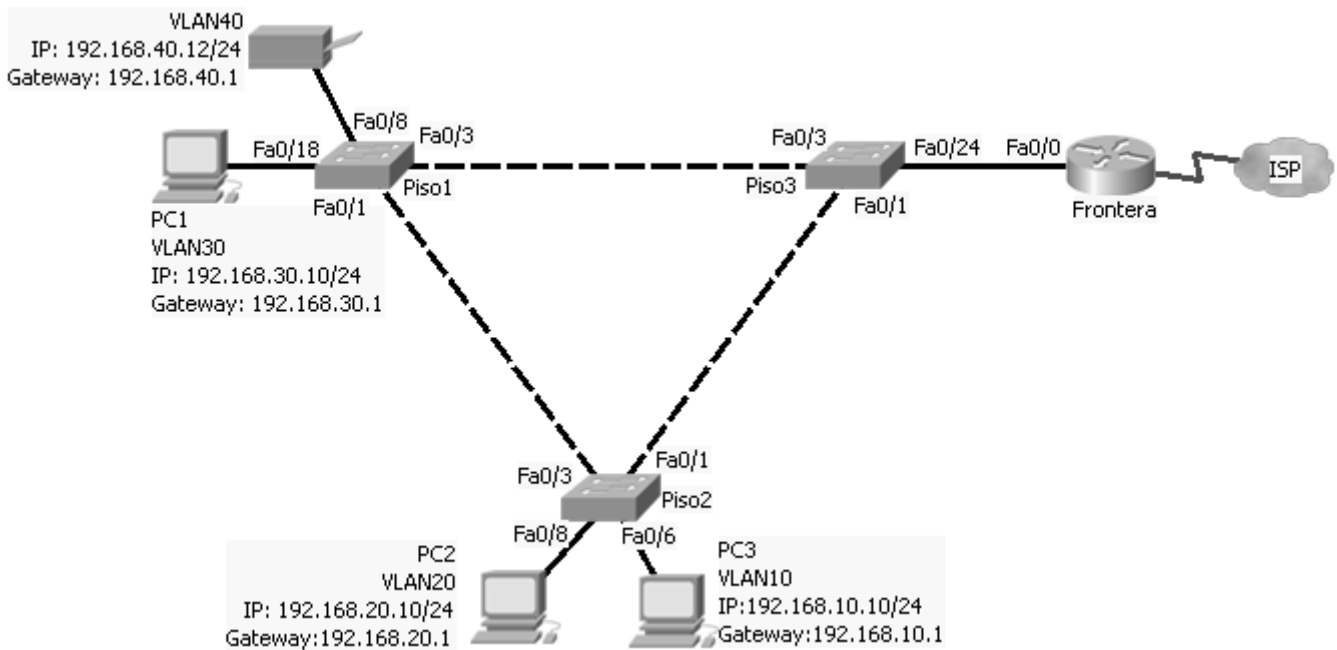 VLAN40
IP: 192.168.40.12/24
Gateway: 192.168.40.1
Fa0/8
Fa0/3
Fa0/18
Piso1
Fa0/1
PC1
VLAN30
IP: 192.168.30.10/24
Gateway: 192.168.30.1
Fa0/3
Fa0/24
Fa0/0
ISP
Piso3
Fa0/1
Frontera
Fa0/3
Fa0/1
Piso2
Fa0/8
Fa0/6
PC2
VLAN20
IP: 192.168.20.10/24
Gateway:192.168.20.1
PC3
VLAN10
IP:192.168.10.10/24
Gateway:192.168.10.1